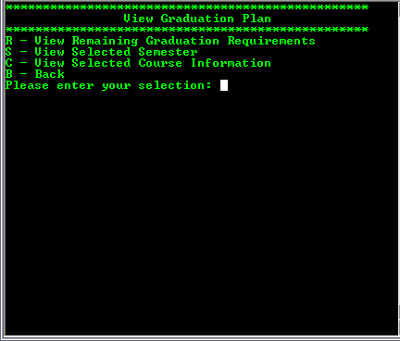 *************************************************
View Graduation Plan
*************************************************
R - View Remaining Graduation Requirements
S - View Selected Semester
C - View Selected Course Information
B - Back
Please enter your selection: